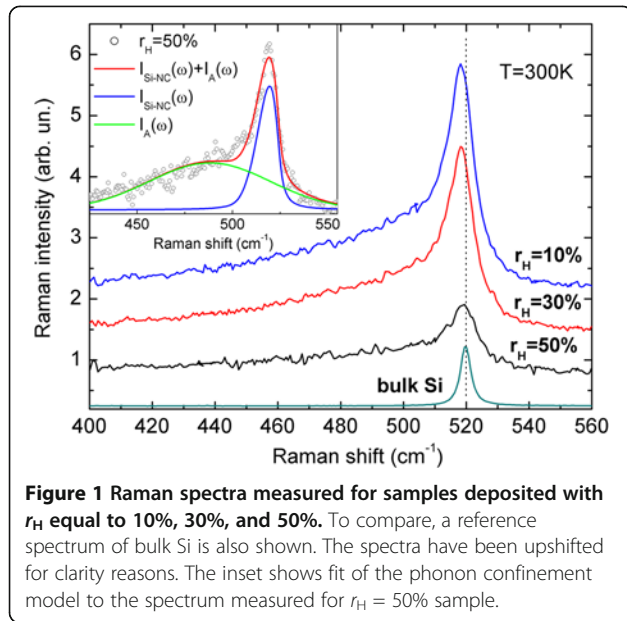 r_H=50%
I_Si-NC(ω)+I_A(ω)
I_Si-NC(ω)
I_A(ω)
450 500 550
Raman shift (cm⁻¹)
T=300K
6
5
4
3
2
1
Raman intensity (arb. un.)
r_H=10%
r_H=30%
r_H=50%
bulk Si
400 420 440 460 480 500 520 540 560
Raman shift (cm⁻¹)
Figure 1 Raman spectra measured for samples deposited with
r_H equal to 10%, 30%, and 50%. To compare, a reference
spectrum of bulk Si is also shown. The spectra have been upshifted
for clarity reasons. The inset shows fit of the phonon confinement
model to the spectrum measured for r_H = 50% sample.